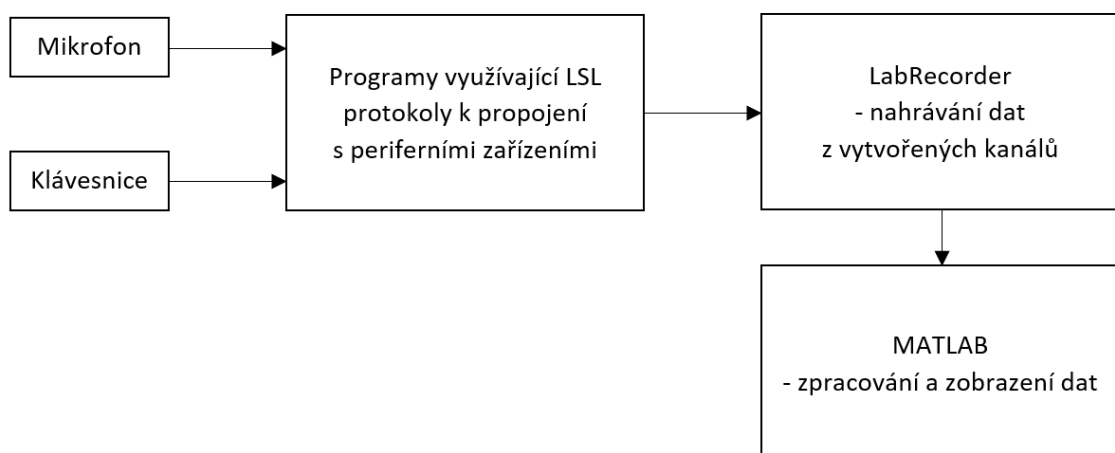 Mikrofon
Klávesnice
Programy využívající LSL
protokoly k propojení
s periferními zařízeními
LabRecorder
- nahrávání dat
z vytvořených kanálů
MATLAB
- zpracování a zobrazení dat